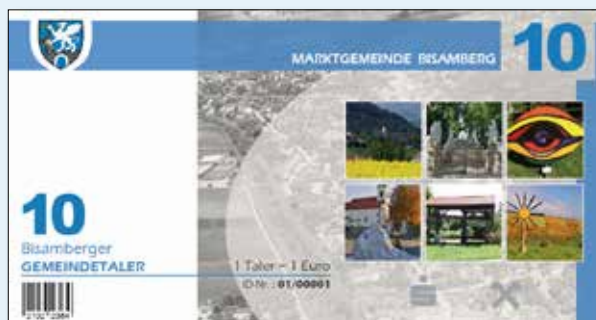 MARKTGEMEINDE BISAMBERG 10
10
Bisamberger
GEMEINDETALER
1 Taler – 1 Euro
ID-Nr.: 01/00001